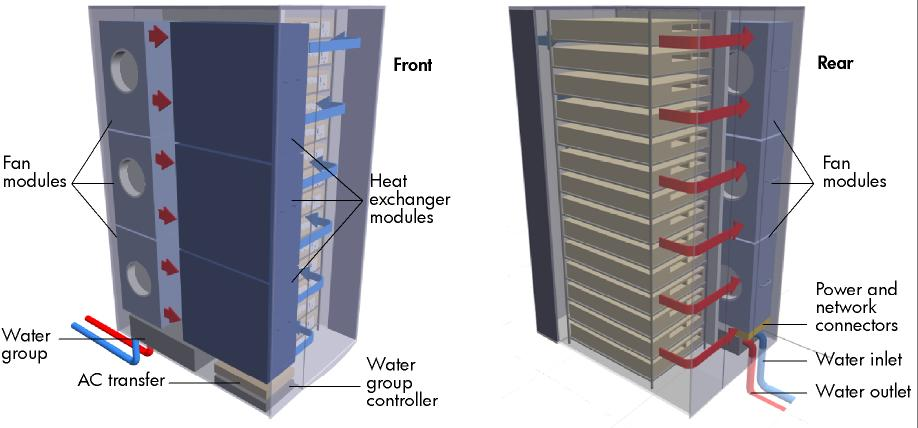 Front
Fan
modules
Heat
exchanger
modules
Water
group
AC transfer
Water
group
controller
Rear
Fan
modules
Power and
network
connectors
Water inlet
Water outlet